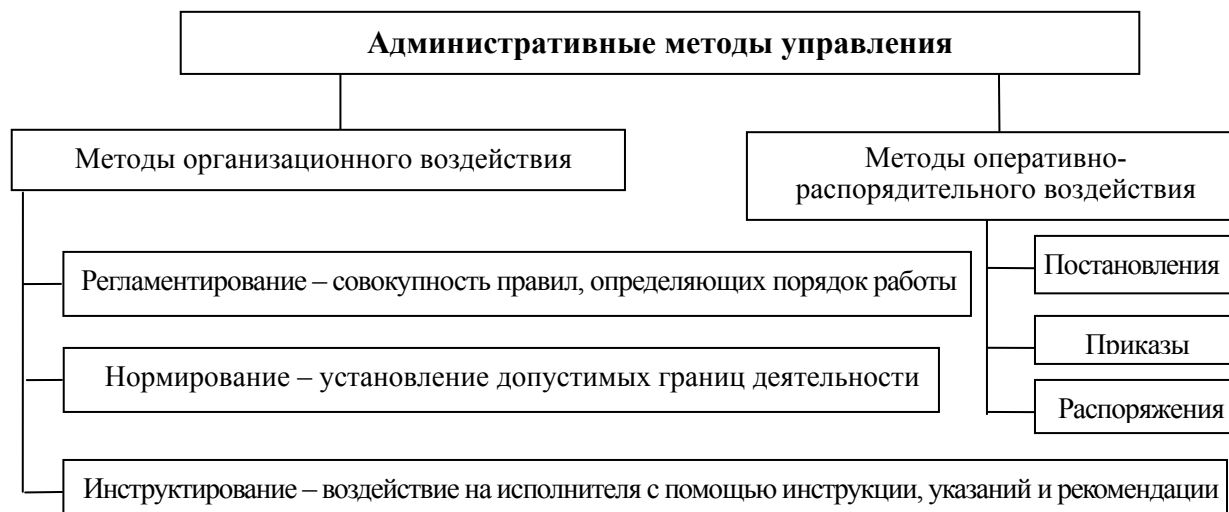 Административные методы управления
Методы организационного воздействия
Методы оперативно-
распорядительного воздействия
Регламентирование – совокупность правил, определяющих порядок работы
Нормирование – установление допустимых границ деятельности
Инструктирование – воздействие на исполнителя с помощью инструкции, указаний и рекомендации
Постановления
Приказы
Распоряжения